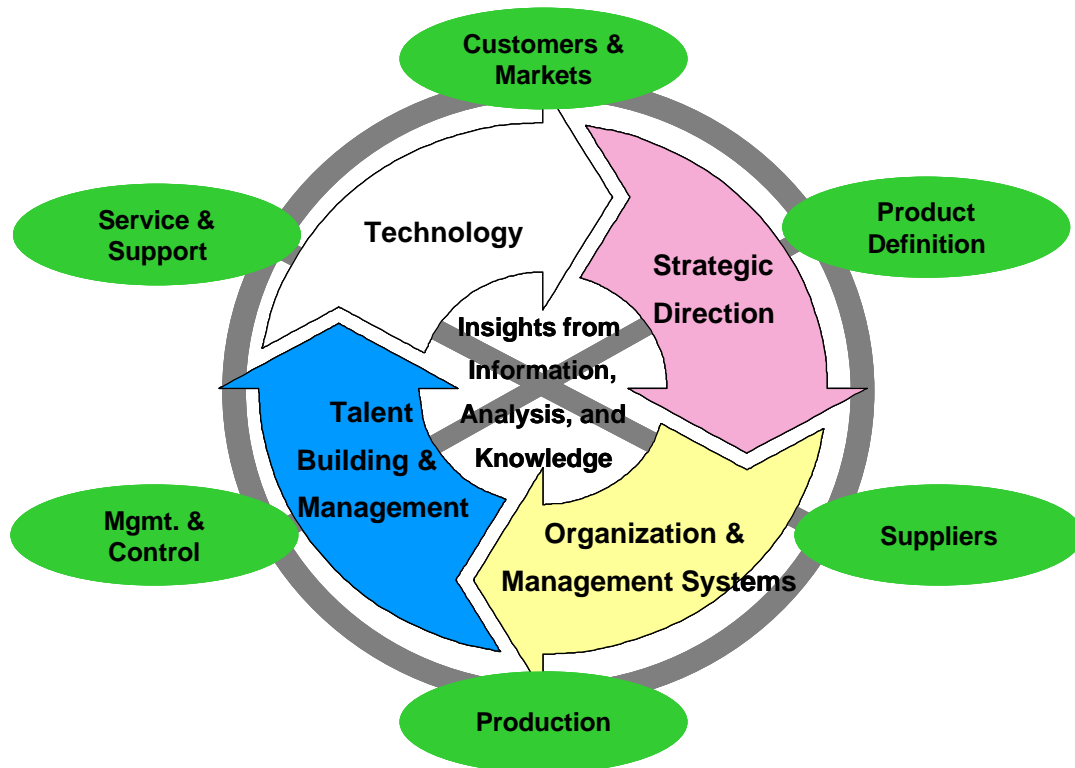 Customers &
Markets
Service &
Support
Product
Definition
Technology
Strategic
Direction
Insights from
Information,
Analysis, and
Knowledge
Talent
Building &
Management
Organization &
Management Systems
Mgmt. &
Control
Suppliers
Production